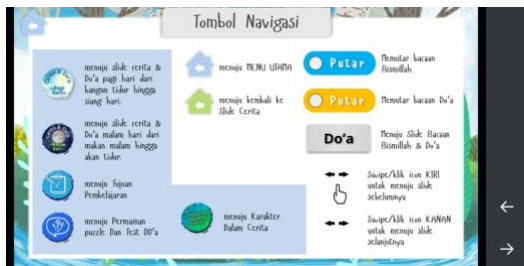 Tombol Navigasi
menuju slide cerita &
Do'a pagi hari dari
bangun tidur hingga
siang hari.
menuju slide cerita &
Do'a malam hari dari
makan malam hingga
akan tidur.
menuju Tujuan
Pembelajaran
menuju Permainan
puzzle Dan Test DO'a
menuju MENU UTAMA
menuju kembali ke
Slide Cerita
menuju Karakter
Dalam Cerita
Putar
Memutar bacaan
Bismillah
Putar
Memutar bacaan Do'a
Do'a
Menuju Slide Bacaan
Bismillah & Do'a
Swipe/klik icon KIRI
untuk menuju slide
sebelumnya
Swipe/klik icon KANAN
untuk menuju slide
selanjutnya